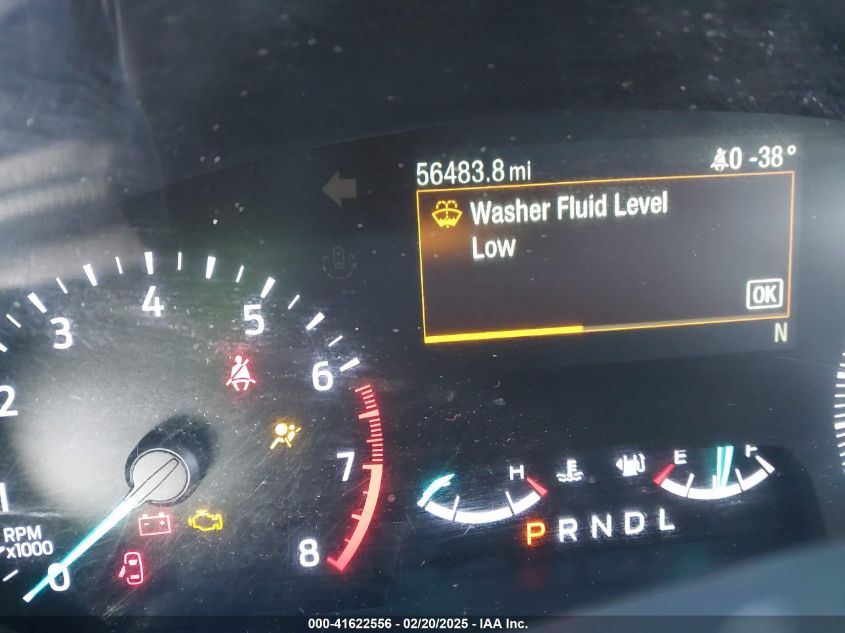 56483.8 mi
0 -38°
Washer Fluid Level
Low
OK
N
1
2
3
4
5
6
7
8
0
RPM
x1000
H
E
F
PRNDL
000-41622556 - 02/20/2025 - IAA, Inc.